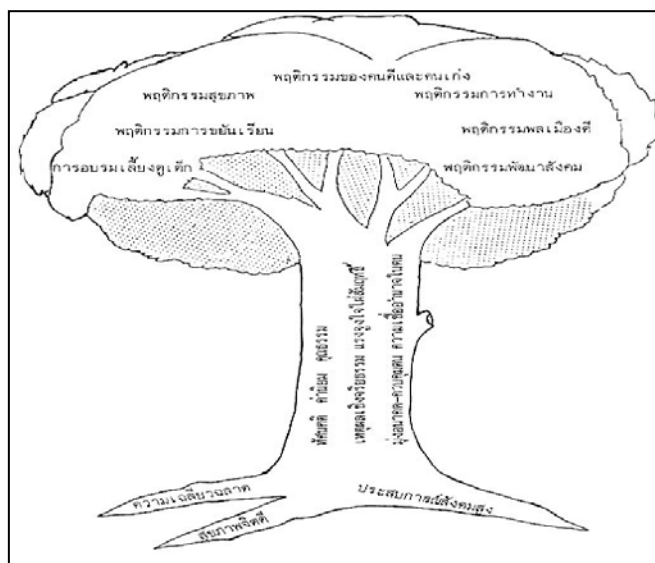 พฤติกรรมของคนดีและคนเก่ง
พฤติกรรมสุขภาพ
พฤติกรรมการทำงาน
พฤติกรรมการขยันเรียน
พฤติกรรมพลเมืองดี
การอบรมเลี้ยงดูเด็ก
พฤติกรรมพัฒนาสังคม
ทัศนคติ ค่านิยม คุณธรรม
เหตุผลเชิงจริยธรรม แรงจูงใจใฝ่สัมฤทธิ์
มุ่งอนาคต-ควบคุมตน ความเชื่ออำนาจในตน
ความเฉลียวฉลาด
ประสบการณ์สังคมสูง
สุขภาพจิตดี